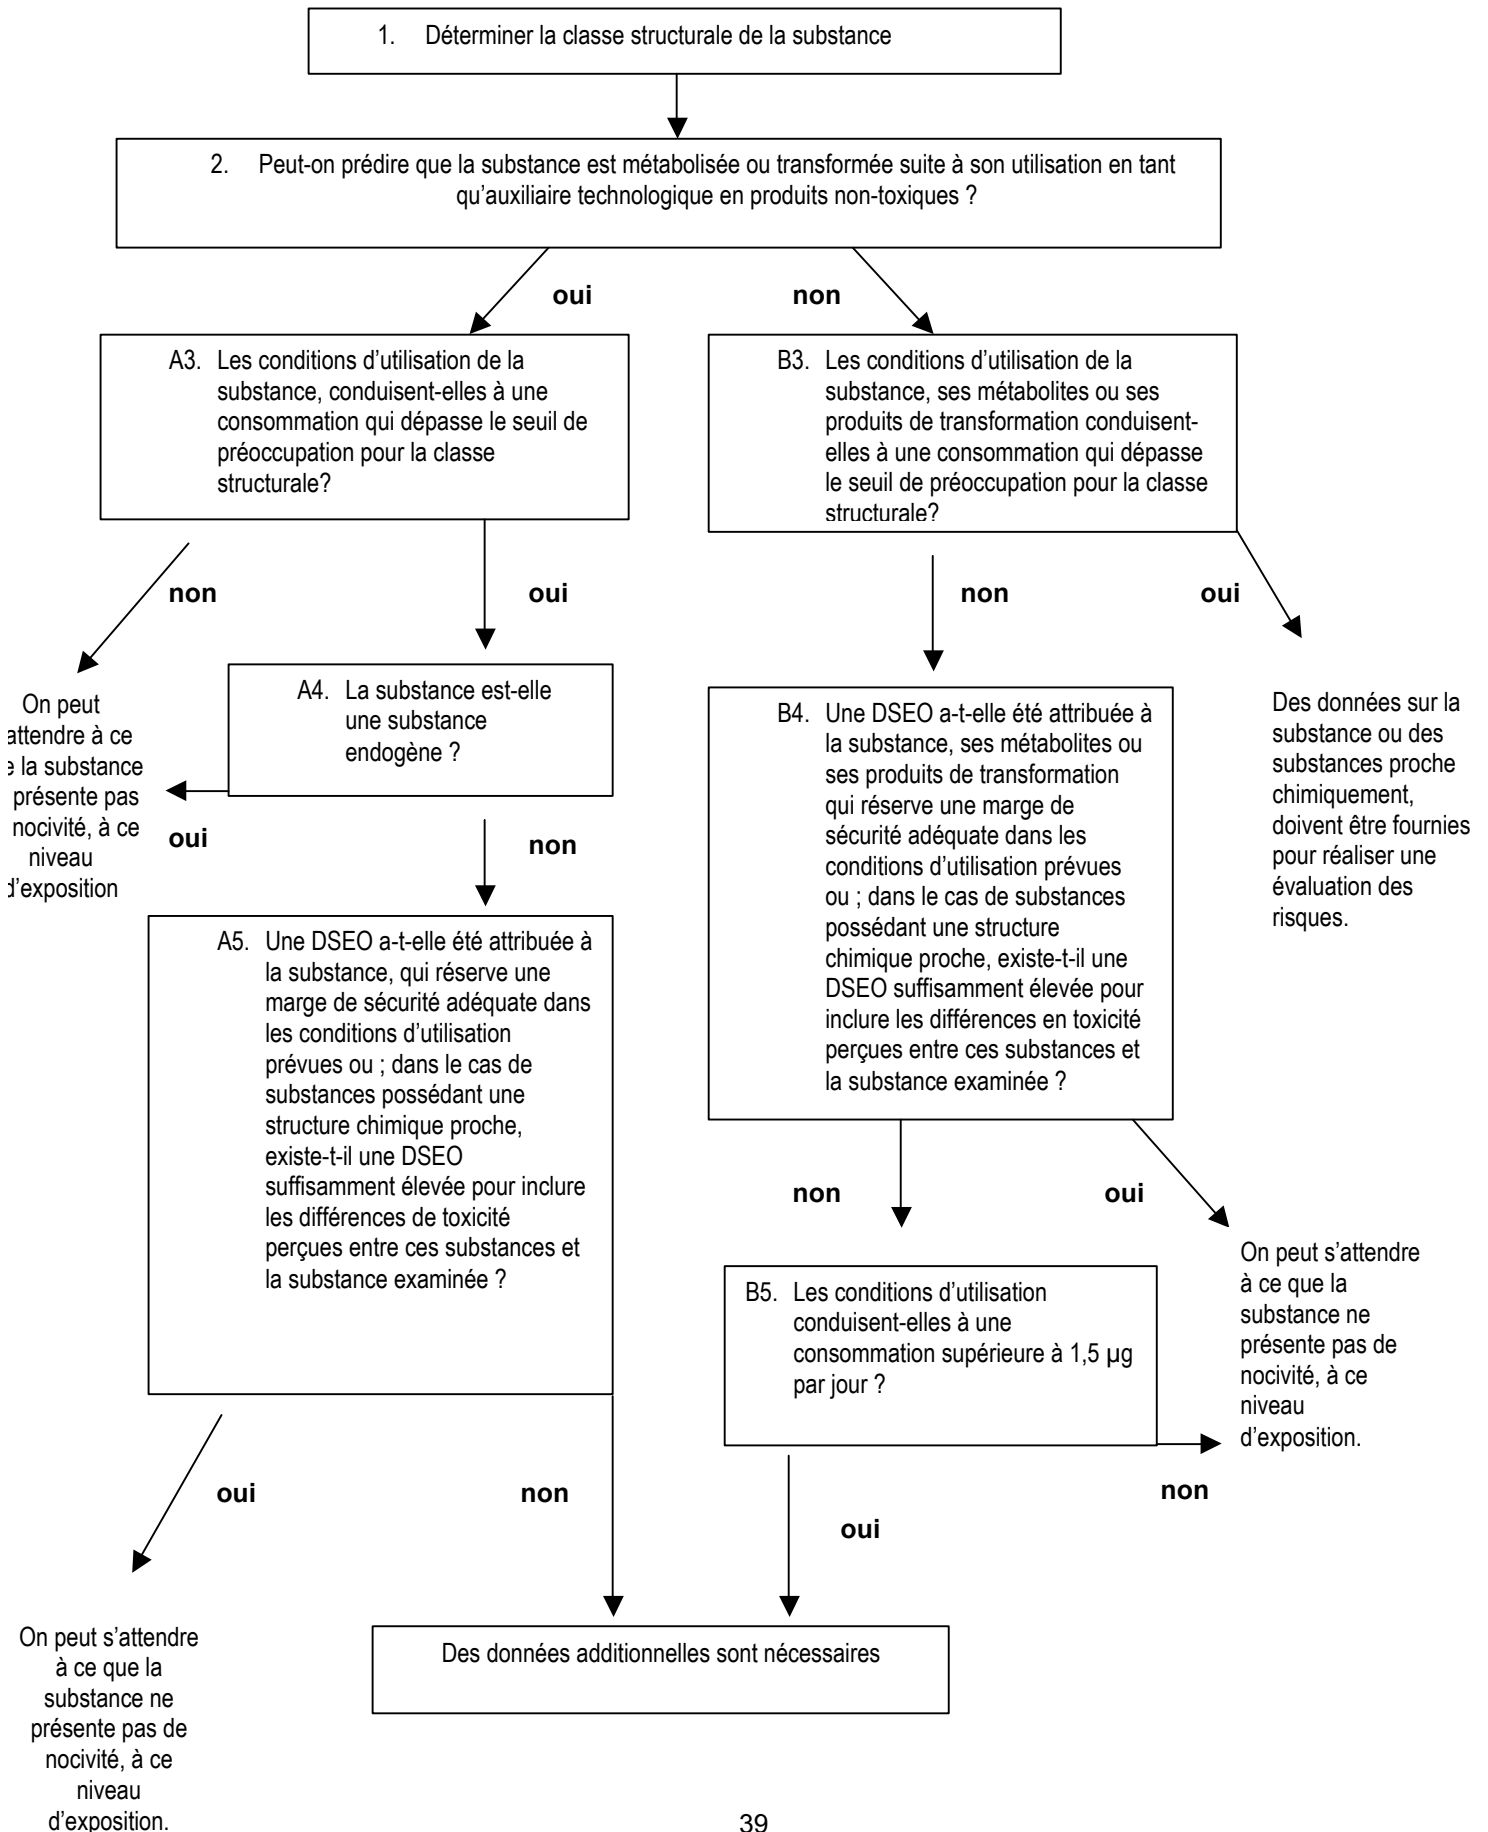 1. Déterminer la classe structurale de la substance
2. Peut-on prédire que la substance est métabolisée ou transformée suite à son utilisation en tant
qu’auxiliaire technologique en produits non-toxiques ?
oui
non
A3. Les conditions d’utilisation de la
substance, conduisent-elles à une
consommation qui dépasse le seuil de
préoccupation pour la classe
structurale?
B3. Les conditions d’utilisation de la
substance, ses métabolites ou ses
produits de transformation conduisent-
elles à une consommation qui dépasse
le seuil de préoccupation pour la classe
structurale?
non
oui
non
oui
On peut
attendre à ce
e la substance
présente pas
nocivité, à ce
niveau
d’exposition
A4. La substance est-elle
une substance
endogène ?
oui
non
B4. Une DSEO a-t-elle été attribuée à
la substance, ses métabolites ou
ses produits de transformation
qui réserve une marge de
sécurité adéquate dans les
conditions d’utilisation prévues
ou ; dans le cas de substances
possédant une structure
chimique proche, existe-t-il une
DSEO suffisamment élevée pour
inclure les différences en toxicité
perçues entre ces substances et
la substance examinée ?
Des données sur la
substance ou des
substances proche
chimiquement,
doivent être fournies
pour réaliser une
évaluation des
risques.
A5. Une DSEO a-t-elle été attribuée à
la substance, qui réserve une
marge de sécurité adéquate dans
les conditions d’utilisation
prévues ou ; dans le cas de
substances possédant une
structure chimique proche,
existe-t-il une DSEO
suffisamment élevée pour inclure
les différences de toxicité
perçues entre ces substances et
la substance examinée ?
non
oui
B5. Les conditions d’utilisation
conduisent-elles à une
consommation supérieure à 1,5 µg
par jour ?
On peut s’attendre
à ce que la
substance ne
présente pas de
nocivité, à ce
niveau
d’exposition.
oui
non
oui
non
On peut s’attendre
à ce que la
substance ne
présente pas de
nocivité, à ce
niveau
d’exposition.
Des données additionnelles sont nécessaires
39